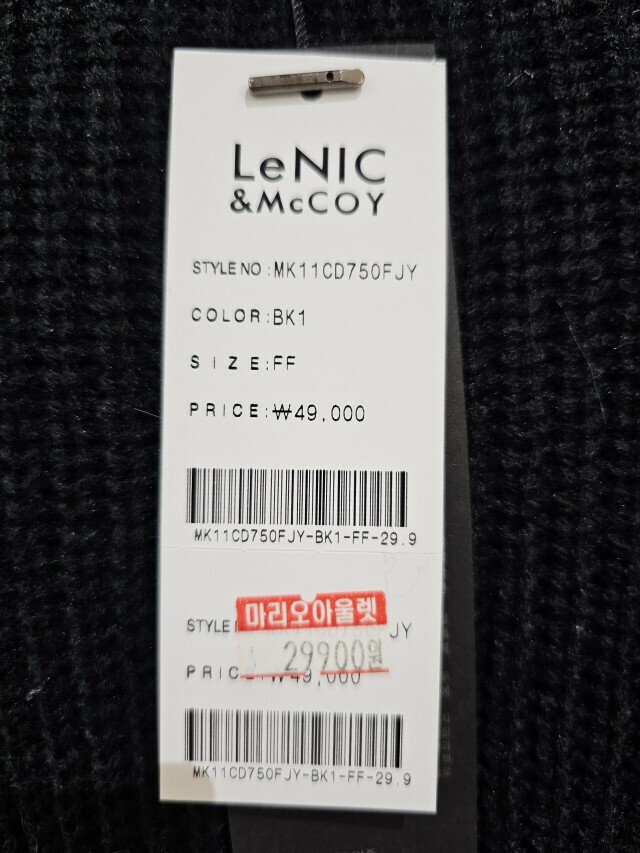 LeNIC
&McCOY
STYLE NO:MK11CD750FJY
COLOR:BK1
SIZE:FF
PRICE:₩49,000
MK11CD750FJY-BK1-FF-29.9
마리오아울렛
STYLE JY
29900원
PRIC ₩49,000
MK11CD750FJY-BK1-FF-29.9